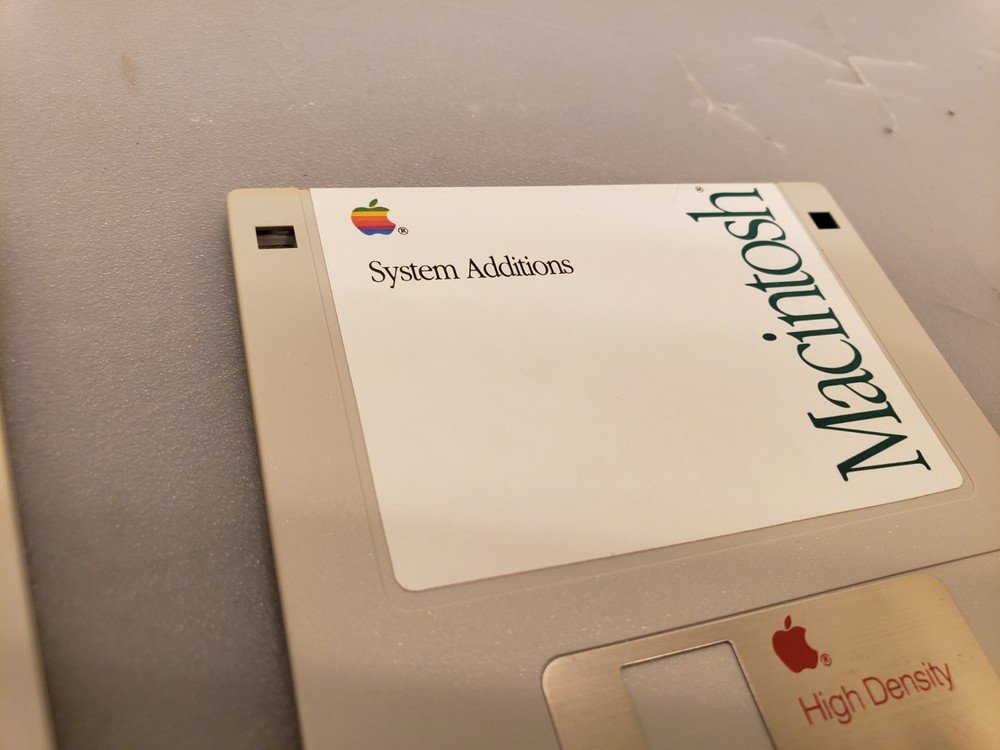 ®
System Additions
Macintosh®
®
High Density